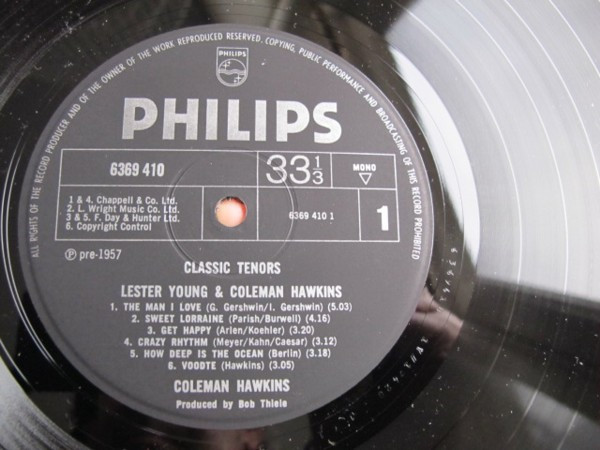 ALL RIGHTS OF THE RECORD PRODUCER AND OF THE OWNER OF THE WORK REPRODUCED RESERVED. COPYING, PUBLIC PERFORMANCE AND BROADCASTING OF THIS RECORD PROHIBITED
PHILIPS
PHILIPS
6369 410
33 1/3
MONO
1 & 4. Chappell & Co. Ltd.
2. L. Wright Music Co. Ltd.
3 & 5. F. Day & Hunter Ltd.
6. Copyright Control
6369 410 1
1
Ⓟ pre-1957
CLASSIC TENORS
LESTER YOUNG & COLEMAN HAWKINS
1. THE MAN I LOVE (G. Gershwin/I. Gershwin) (5.03)
2. SWEET LORRAINE (Parish/Burwell) (4.16)
3. GET HAPPY (Arlen/Koehler) (3.20)
4. CRAZY RHYTHM (Meyer/Kahn/Caesar) (3.12)
5. HOW DEEP IS THE OCEAN (Berlin) (3.18)
6. VOODTE (Hawkins) (3.05)
COLEMAN HAWKINS
Produced by Bob Thiele